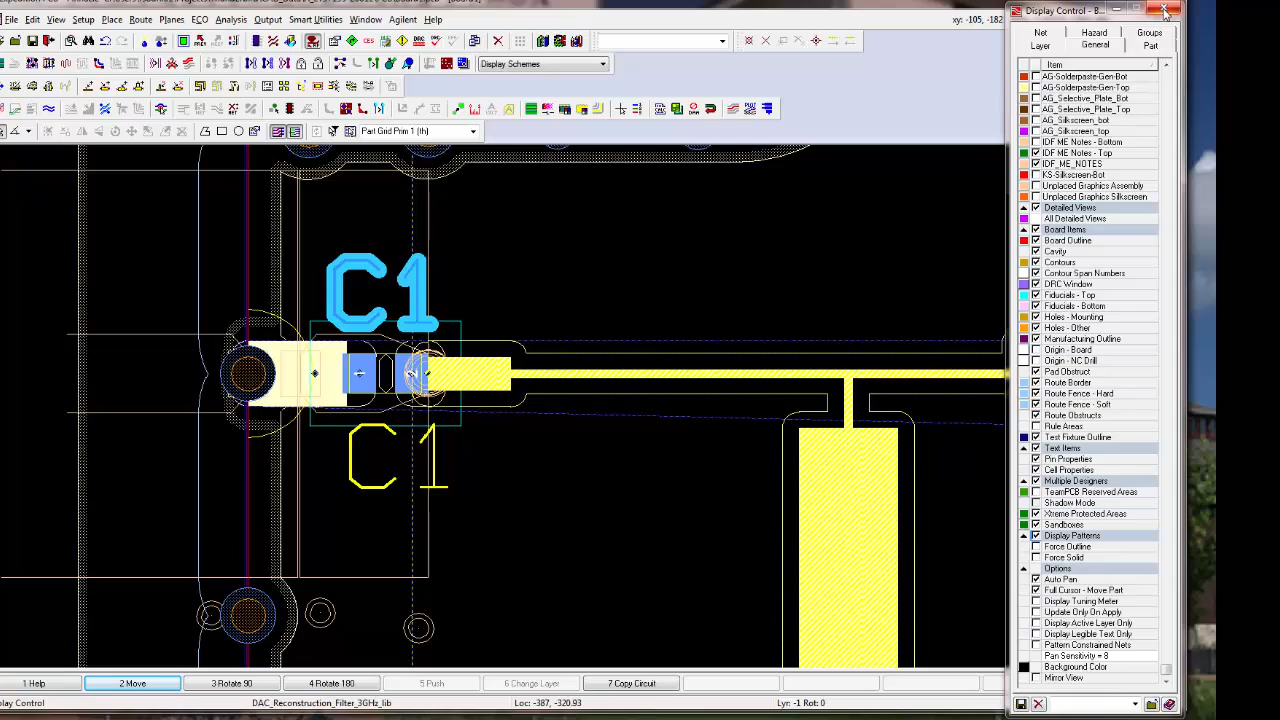 Display Control - B...
File Edit View Setup Place Route Planes ECO Analysis Output Smart Utilities Window Agilent Help
xy: -105, -182
Net Hazard Groups
Layer General Part
Display Schemes
Item
AG-Solderpaste-Gen-Bot
AG-Solderpaste-Gen-Top
AG_Selective_Plate_Bot
AG_Selective_Plate_Top
AG_Silkscreen_bot
AG_Silkscreen_top
IDF ME Notes - Bottom
IDF ME Notes - Top
IDF_ME_NOTES
KS-Silkscreen-Bot
Unplaced Graphics Assembly
Unplaced Graphics Silkscreen
Detailed Views
All Detailed Views
Board Items
Board Outline
Cavity
Contours
Contour Span Numbers
DRC Window
Fiducials - Top
Fiducials - Bottom
Holes - Mounting
Holes - Other
Manufacturing Outline
Origin - Board
Origin - NC Drill
Pad Obstruct
Route Border
Route Fence - Hard
Route Fence - Soft
Route Obstructs
Rule Areas
Test Fixture Outline
Text Items
Pin Properties
Cell Properties
Multiple Designers
TeamPCB Reserved Areas
Shadow Mode
Xtreme Protected Areas
Sandboxes
Display Patterns
Force Outline
Force Solid
Options
Auto Pan
Full Cursor - Move Part
Display Tuning Meter
Update Only On Apply
Display Active Layer Only
Display Legible Text Only
Pattern Constrained Nets
Pan Sensitivity = 8
Background Color
Mirror View
Part Grid Prim 1 (th)
C1
C1
1 Help 2 Move 3 Rotate 90 4 Rotate 180 5 Push 6 Change Layer 7 Copy Circuit
play Control DAC_Reconstruction_Filter_3GHz_lib Loc: -387, -320.93 Lyr: -1 Rot: 0